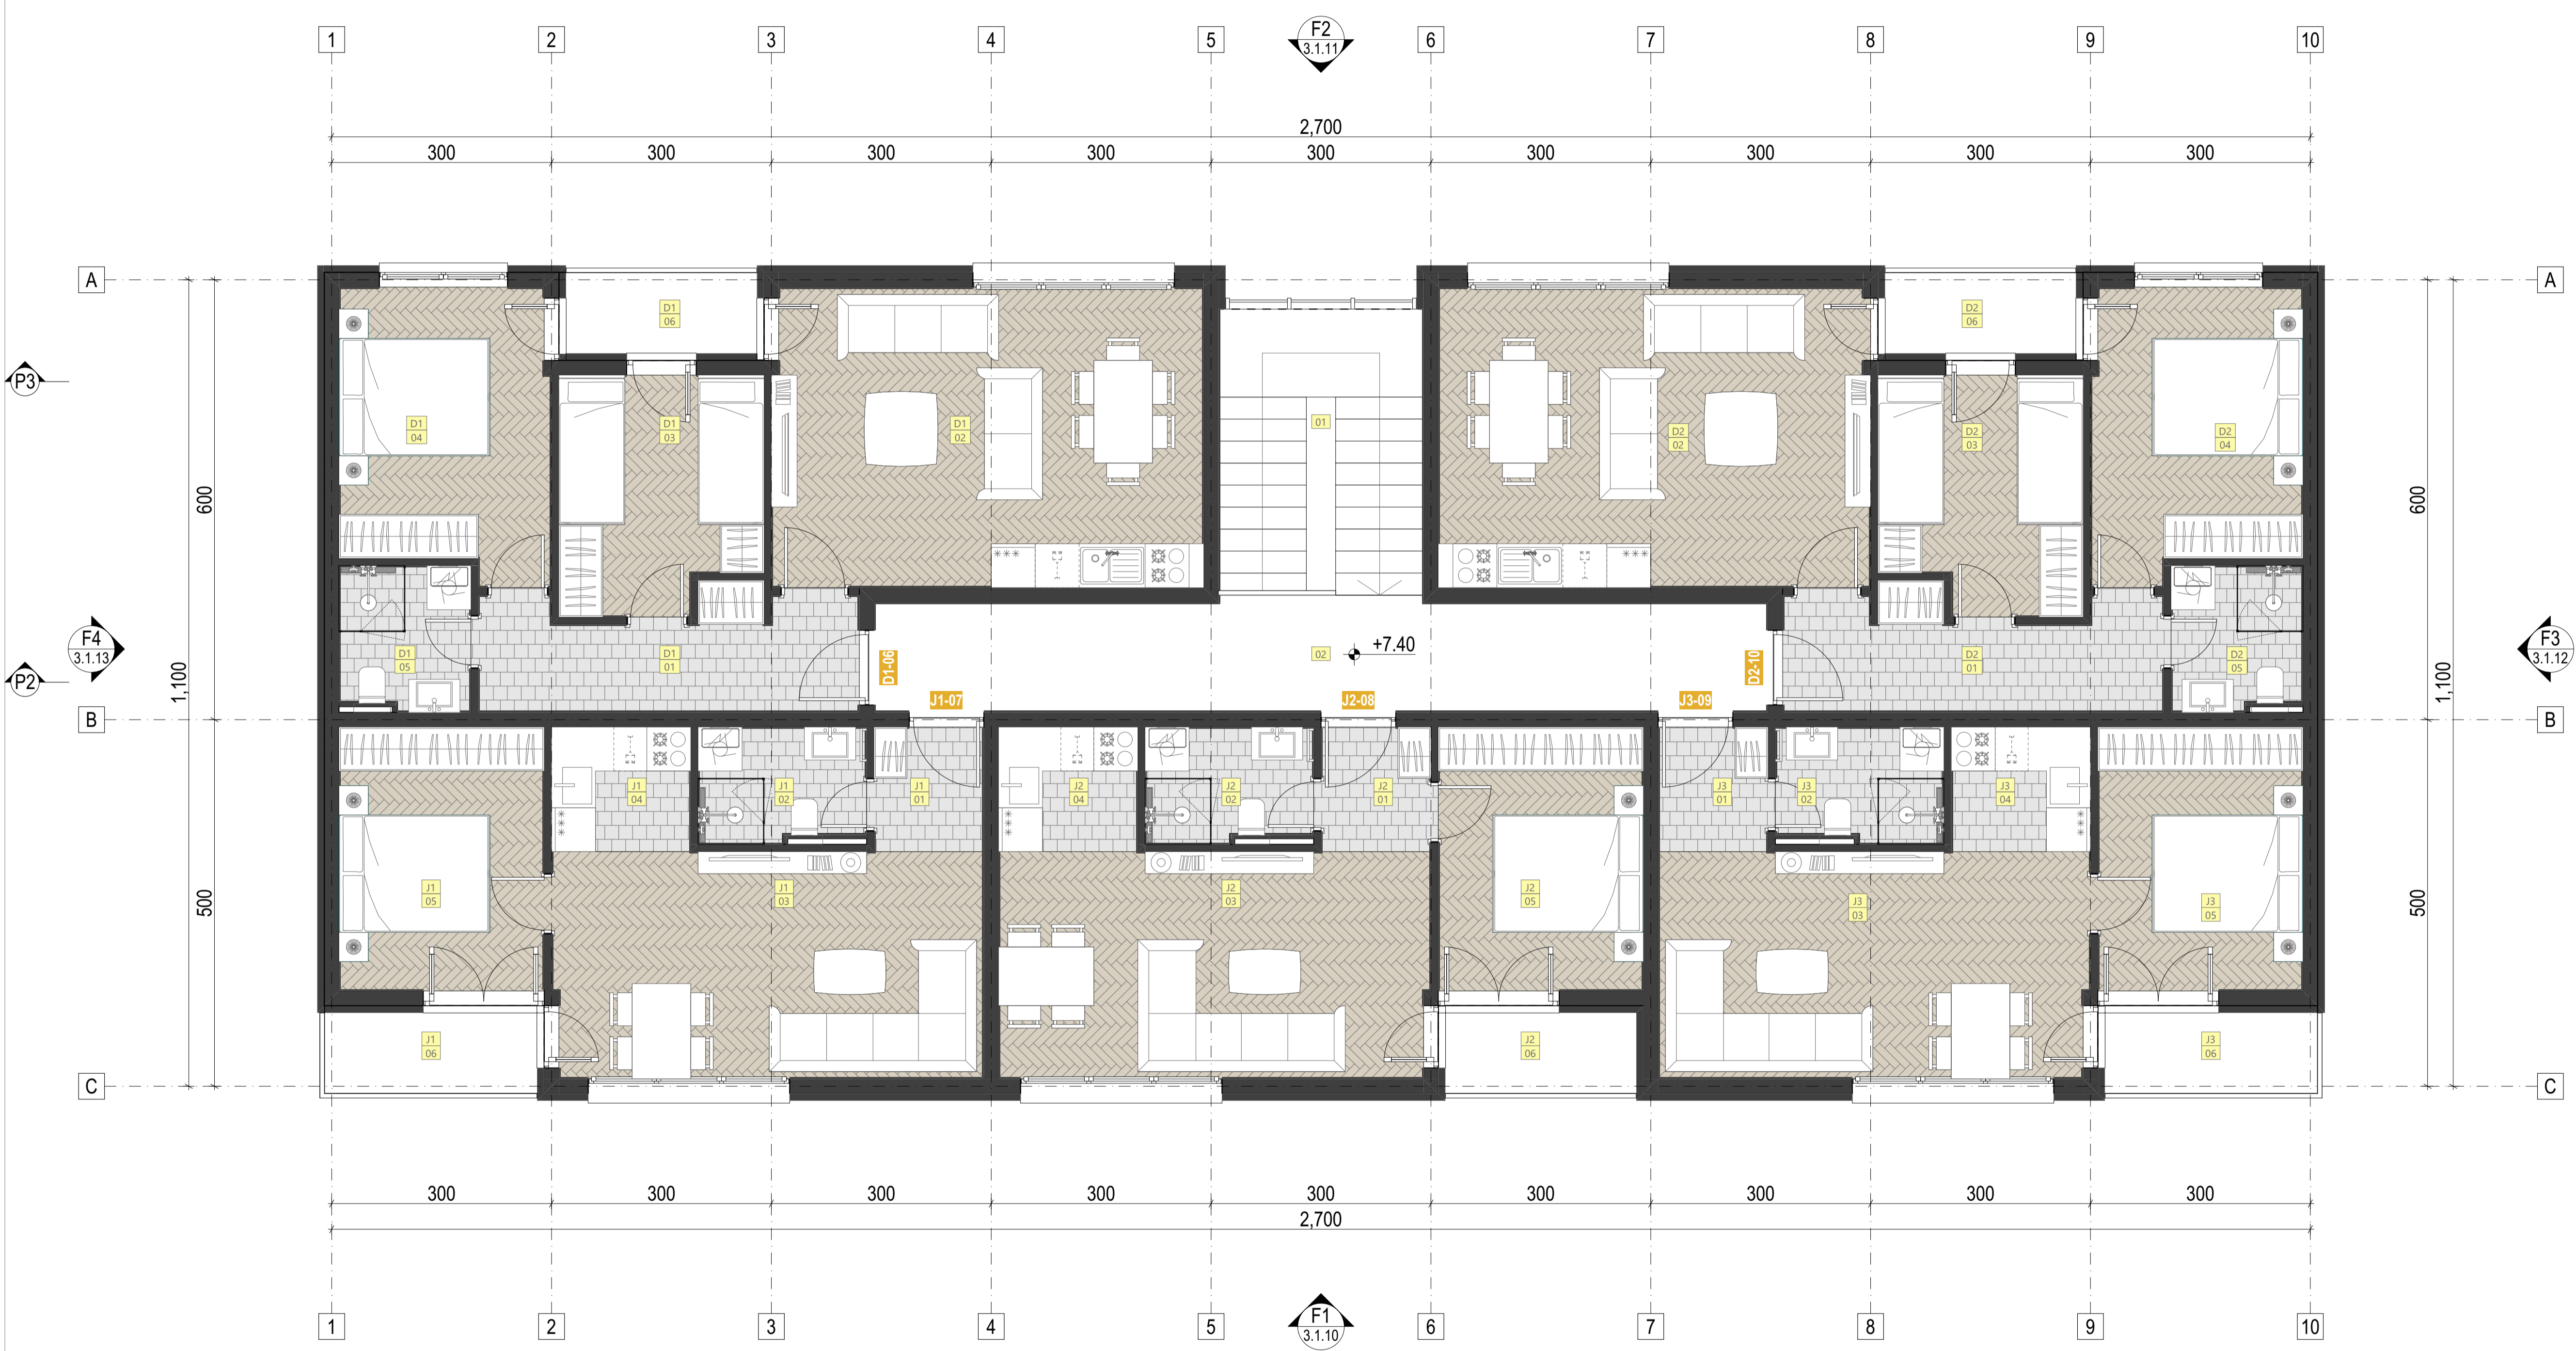 1 2 3 4 5 F2 6 7 8 9 10
3.1.11
2,700
300 300 300 300 300 300 300 300 300
A A
D1
06
D2
06
P3
D1
04
D1
03
D1
02
01
D2
02
D2
03
D2
04
600 600
F4
3.1.13
D1
05
D1
01
D1-06
02
+7.40
D2-10
D2
01
D2
05
F3
3.1.12
P2
1,100 1,100
J1-07 J2-08 J3-09
B B
J1
04
J1
02
J1
01
J2
04
J2
02
J2
01
J3
01
J3
02
J3
04
J1
05
J1
03
J2
03
J2
05
J3
03
J3
05
500 500
J1
06
J2
06
J3
06
C C
300 300 300 300 300 300 300 300 300
2,700
1 2 3 4 5 F1 6 7 8 9 10
3.1.10